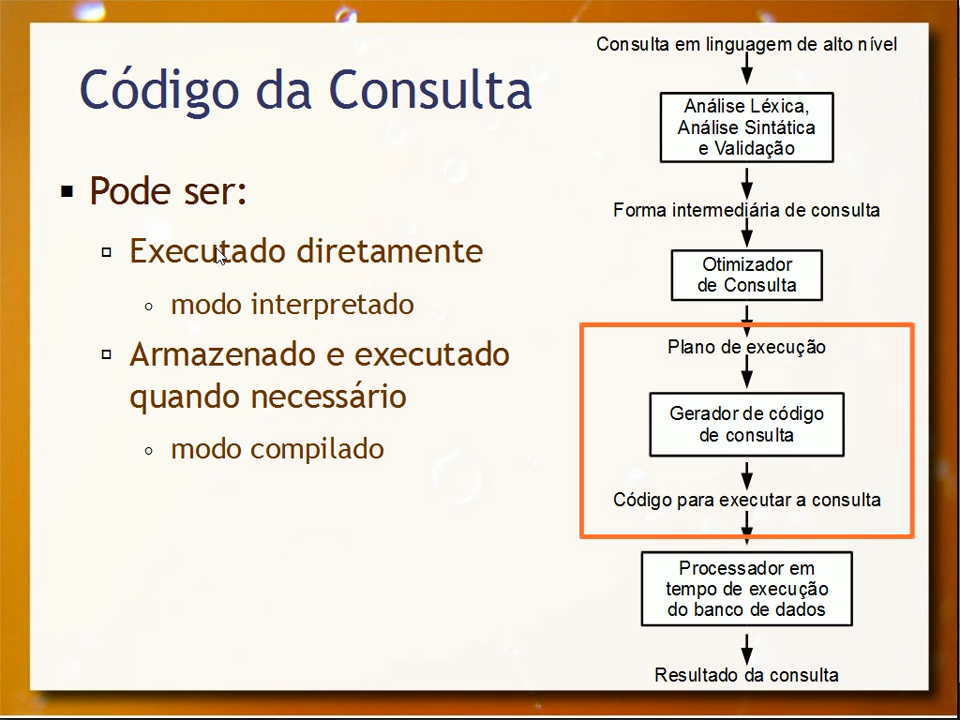 Código da Consulta
Pode ser:
Executado diretamente
modo interpretado
Armazenado e executado
quando necessário
modo compilado
Consulta em linguagem de alto nível
Análise Léxica,
Análise Sintática
e Validação
Forma intermediária de consulta
Otimizador
de Consulta
Plano de execução
Gerador de código
de consulta
Código para executar a consulta
Processador em
tempo de execução
do banco de dados
Resultado da consulta